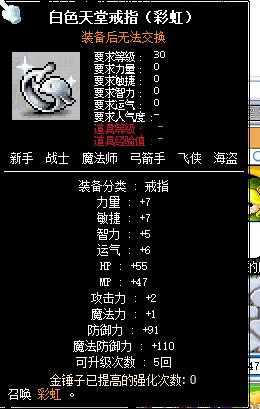 白色天堂戒指（彩虹）
装备后无法交换
要求等级： 30
要求力量： 0
要求敏捷： 0
要求智力： 0
要求运气： 0
要求人气度：-
道具等级： -
道具经验值： -
新手 战士 魔法师 弓箭手 飞侠 海盗
装备分类 : 戒指
力量 : +7
敏捷 : +7
智力 : +5
运气 : +6
HP : +55
MP : +47
攻击力 : +2
魔法力 : +1
防御力 : +91
魔法防御力 : +110
可升级次数 : 5回
金锤子已提高的强化次数: 0
召唤 彩虹 。
的
47